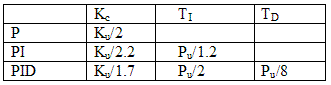 Kc TI TD
P Ku/2
PI Ku/2.2 Pu/1.2
PID Ku/1.7 Pu/2 Pu/8